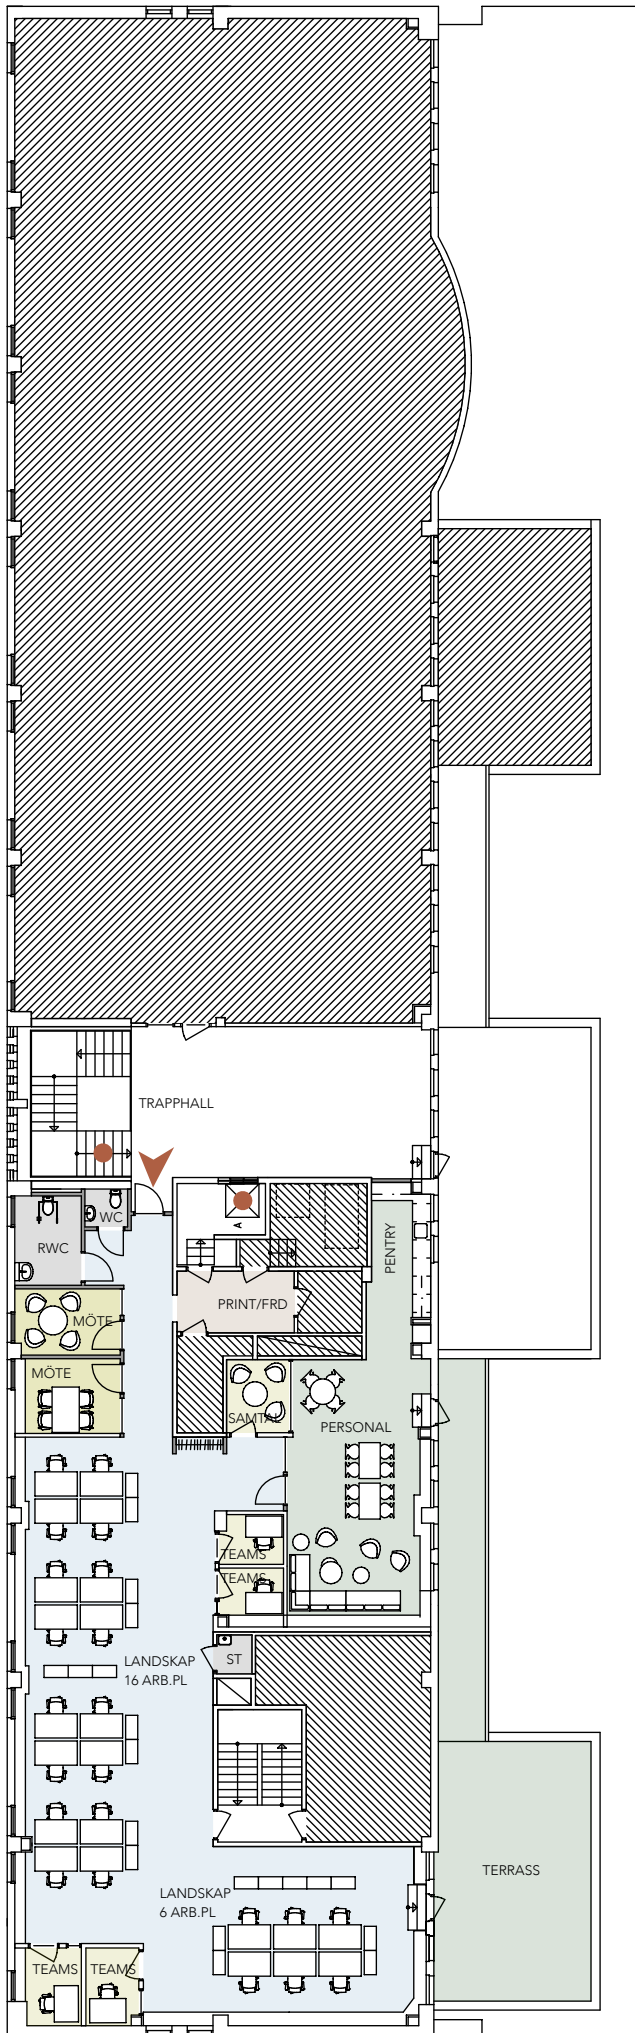 TRAPPHALL
WC
RWC
A
PENTRY
PRINT/FRD
MÖTE
MÖTE
SAMTAL
PERSONAL
TEAMS
TEAMS
LANDSKAP
16 ARB.PL
ST
TERRASS
LANDSKAP
6 ARB.PL
TEAMS
TEAMS